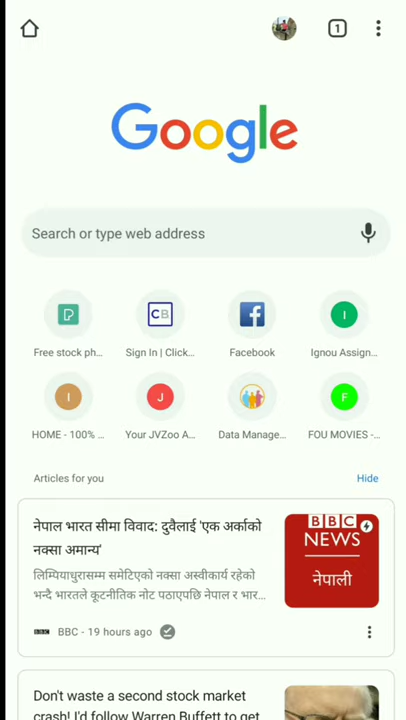 1
Google
Search or type web address
P
CB
I
Free stock ph...
Sign In | Click...
Facebook
Ignou Assign...
I
J
F
HOME - 100% ...
Your JVZoo A...
Data Manage...
FOU MOVIES -...
Articles for you
Hide
नेपाल भारत सीमा विवाद: दुवैलाई 'एक अर्काको
नक्सा अमान्य'
लिम्पियाधुरासम्म समेटिएको नक्सा अस्वीकार्य रहेको
भन्दै भारतले कूटनीतिक नोट पठाएपछि नेपाल र भार...
BBC
NEWS
नेपाली
BBC - 19 hours ago
Don't waste a second stock market
crash! I'd follow Warren Buffett to get